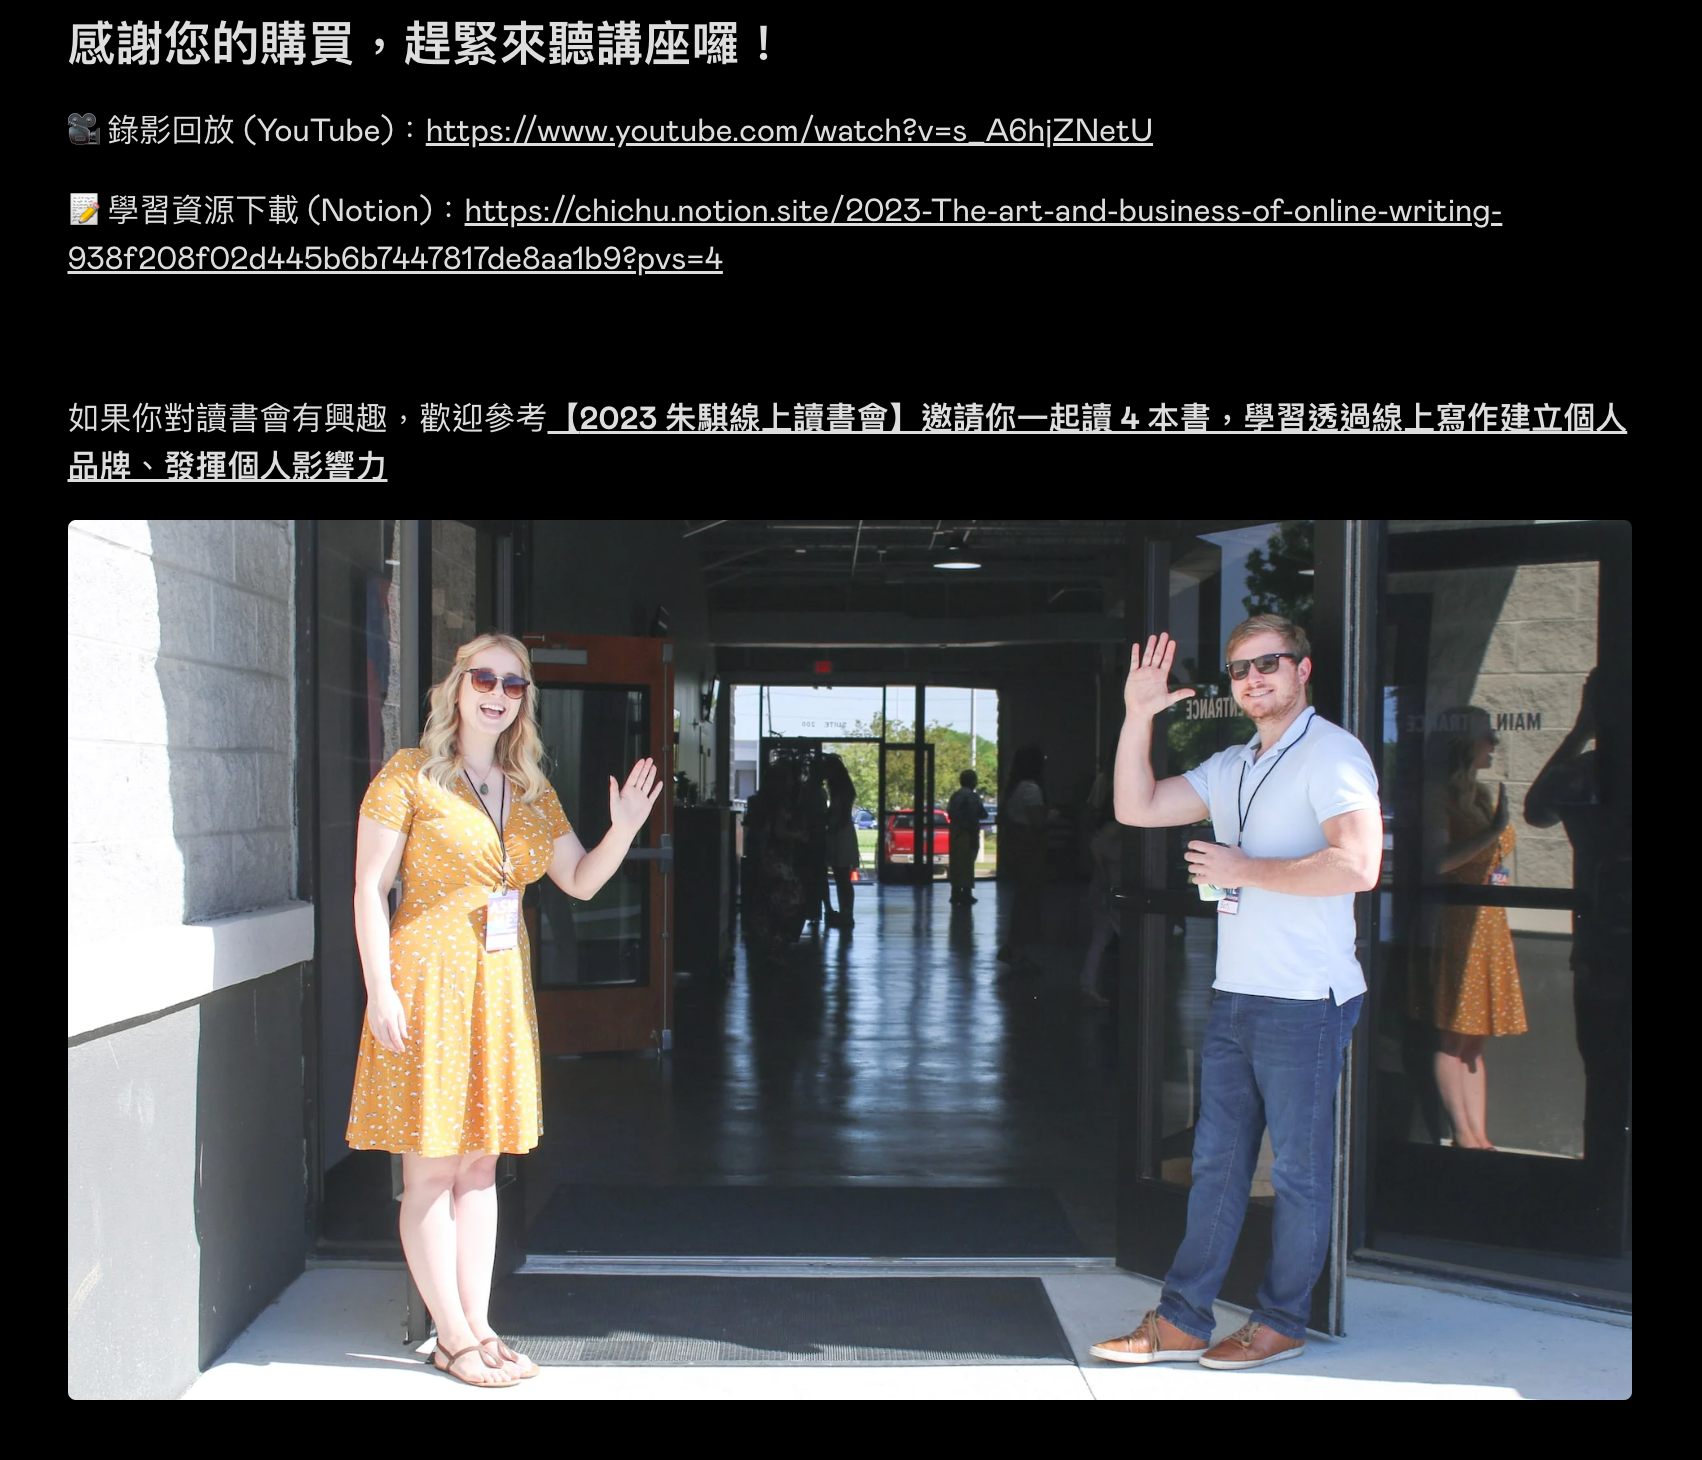 感謝您的購買，趕緊來聽講座囉！
🎥 錄影回放 (YouTube)：https://www.youtube.com/watch?v=s_A6hjZNetU
📝 學習資源下載 (Notion)：https://chichu.notion.site/2023-The-art-and-business-of-online-writing-
938f208f02d445b6b7447817de8aa1b9?pvs=4
如果你對讀書會有興趣，歡迎參考【2023 朱騏線上讀書會】邀請你一起讀 4 本書，學習透過線上寫作建立個人
品牌、發揮個人影響力
SUITE 200
ENTRANCE
MAIN ENTRANCE